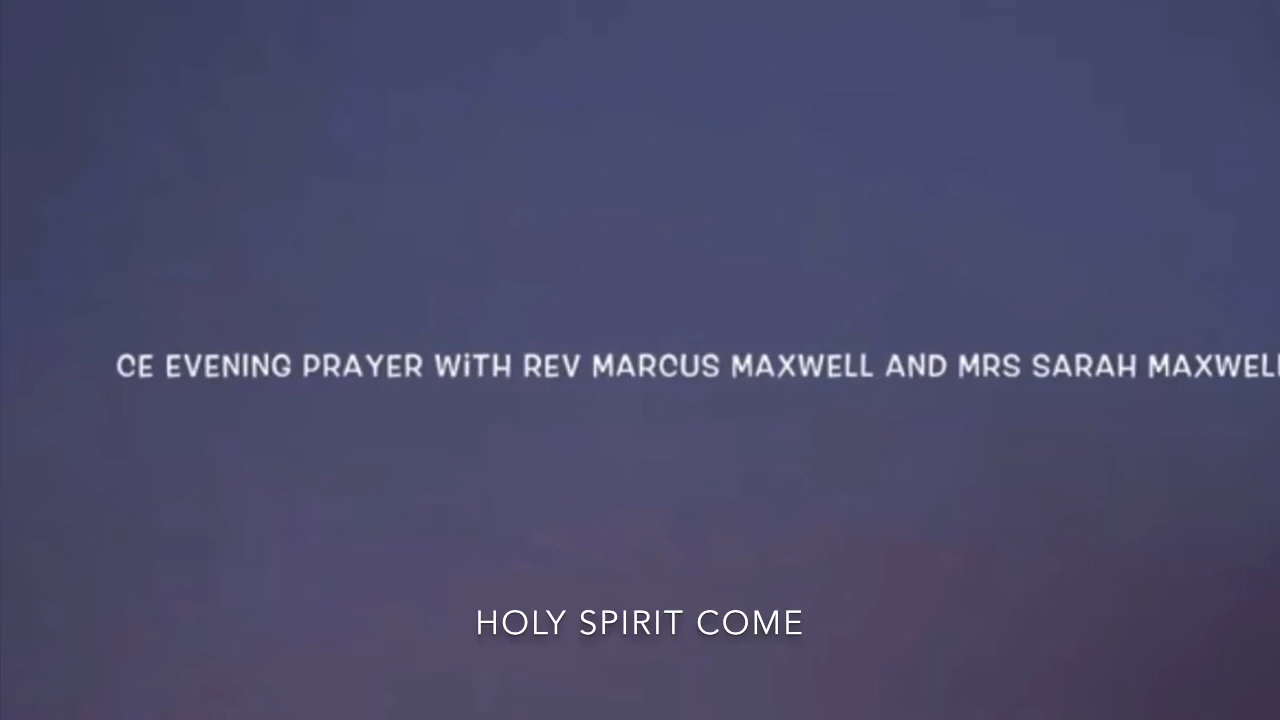 CE EVENING PRAYER WiTH REV MARCUS MAXWELL AND MRS SARAH MAXWELL
HOLY SPIRIT COME